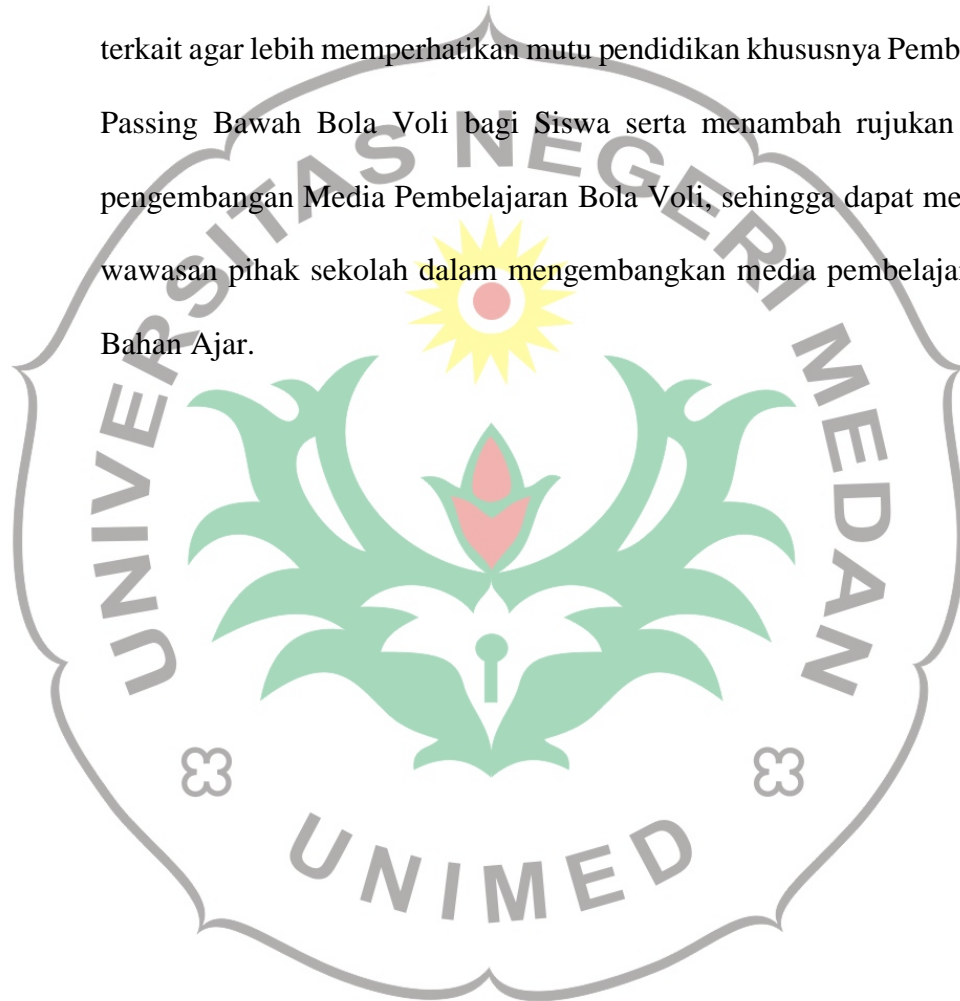 terkait agar lebih memperhatikan mutu pendidikan khususnya Pemb
Passing Bawah Bola Voli bagi Siswa serta menambah rujukan
pengembangan Media Pembelajaran Bola Voli, sehingga dapat me
wawasan pihak sekolah dalam mengembangkan media pembelajar
Bahan Ajar.
UNIVERSITAS NEGERI MEDAN
UNIMED